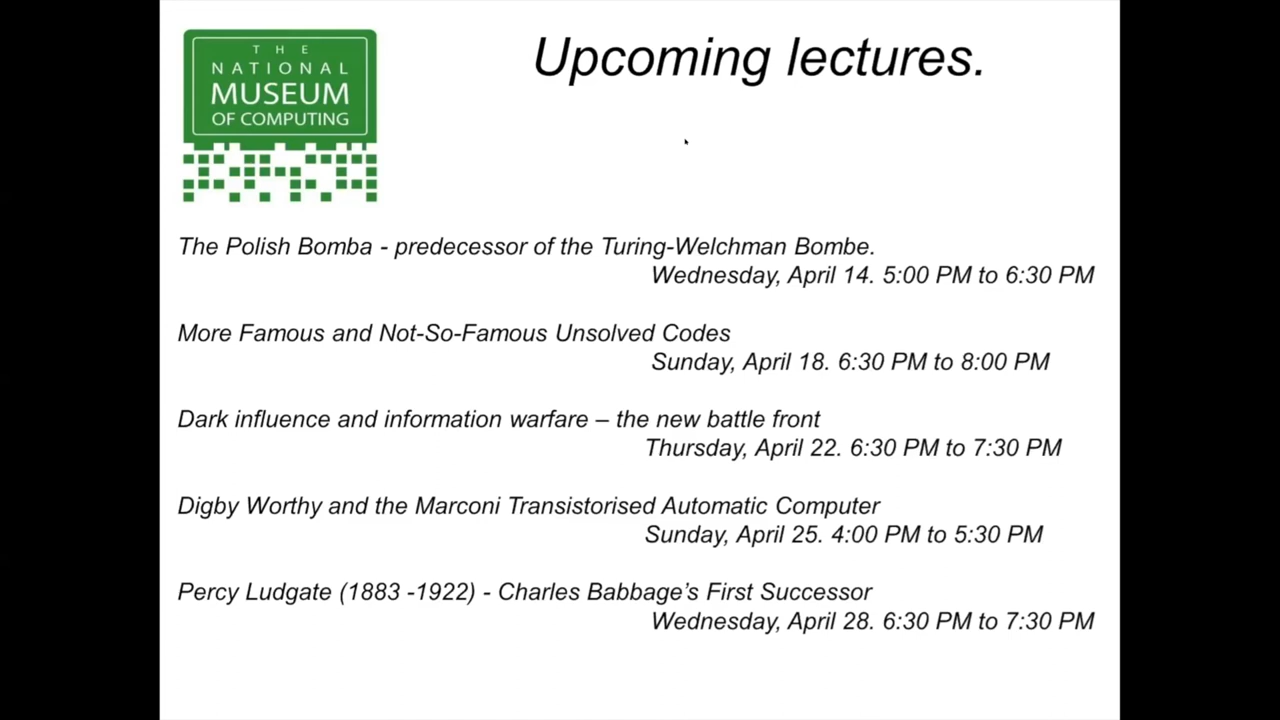 THE
NATIONAL
MUSEUM
OF COMPUTING
Upcoming lectures.
The Polish Bomba - predecessor of the Turing-Welchman Bombe.
Wednesday, April 14. 5:00 PM to 6:30 PM
More Famous and Not-So-Famous Unsolved Codes
Sunday, April 18. 6:30 PM to 8:00 PM
Dark influence and information warfare – the new battle front
Thursday, April 22. 6:30 PM to 7:30 PM
Digby Worthy and the Marconi Transistorised Automatic Computer
Sunday, April 25. 4:00 PM to 5:30 PM
Percy Ludgate (1883 -1922) - Charles Babbage’s First Successor
Wednesday, April 28. 6:30 PM to 7:30 PM